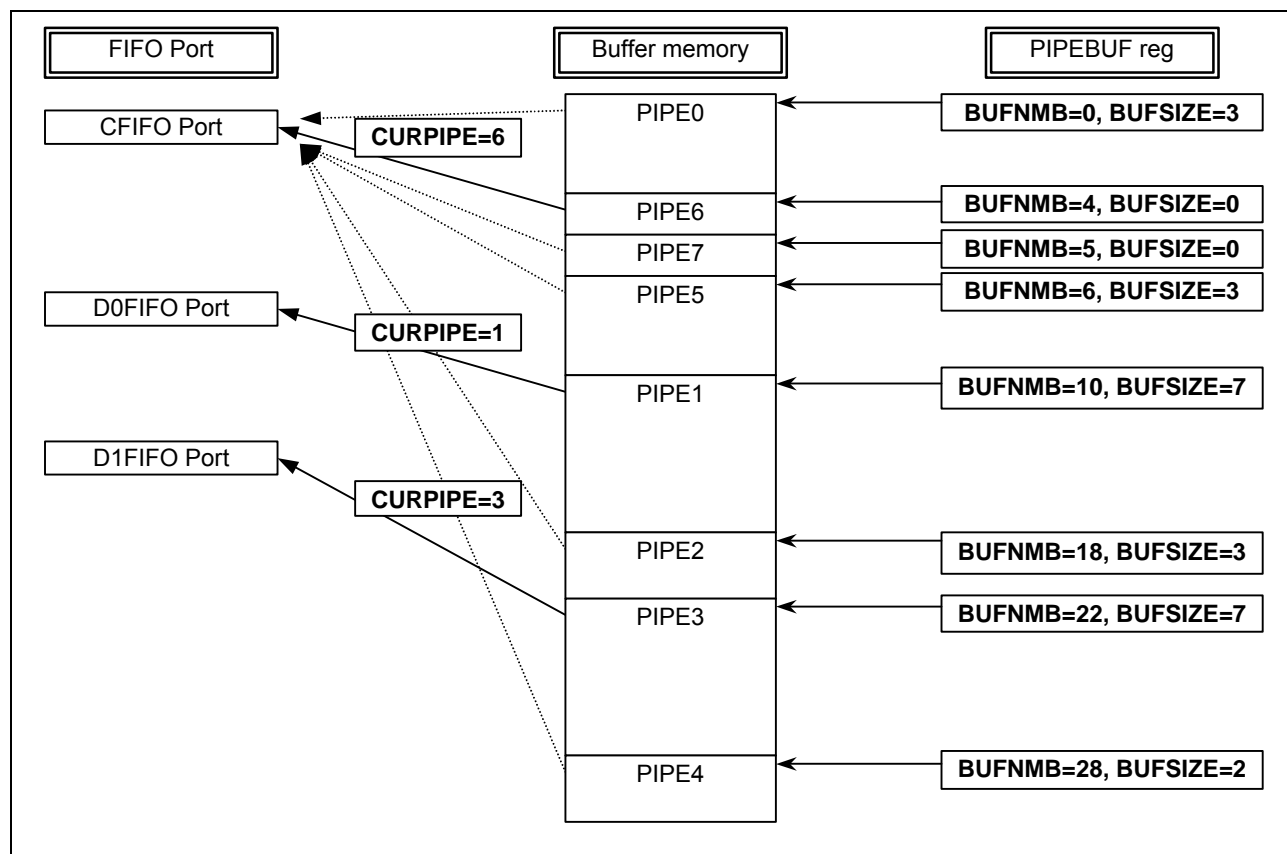 FIFO Port
Buffer memory
PIPEBUF reg
CFIFO Port
CURPIPE=6
PIPE0
BUFNMB=0, BUFSIZE=3
PIPE6
BUFNMB=4, BUFSIZE=0
PIPE7
BUFNMB=5, BUFSIZE=0
PIPE5
BUFNMB=6, BUFSIZE=3
D0FIFO Port
CURPIPE=1
PIPE1
BUFNMB=10, BUFSIZE=7
D1FIFO Port
CURPIPE=3
PIPE2
BUFNMB=18, BUFSIZE=3
PIPE3
BUFNMB=22, BUFSIZE=7
PIPE4
BUFNMB=28, BUFSIZE=2